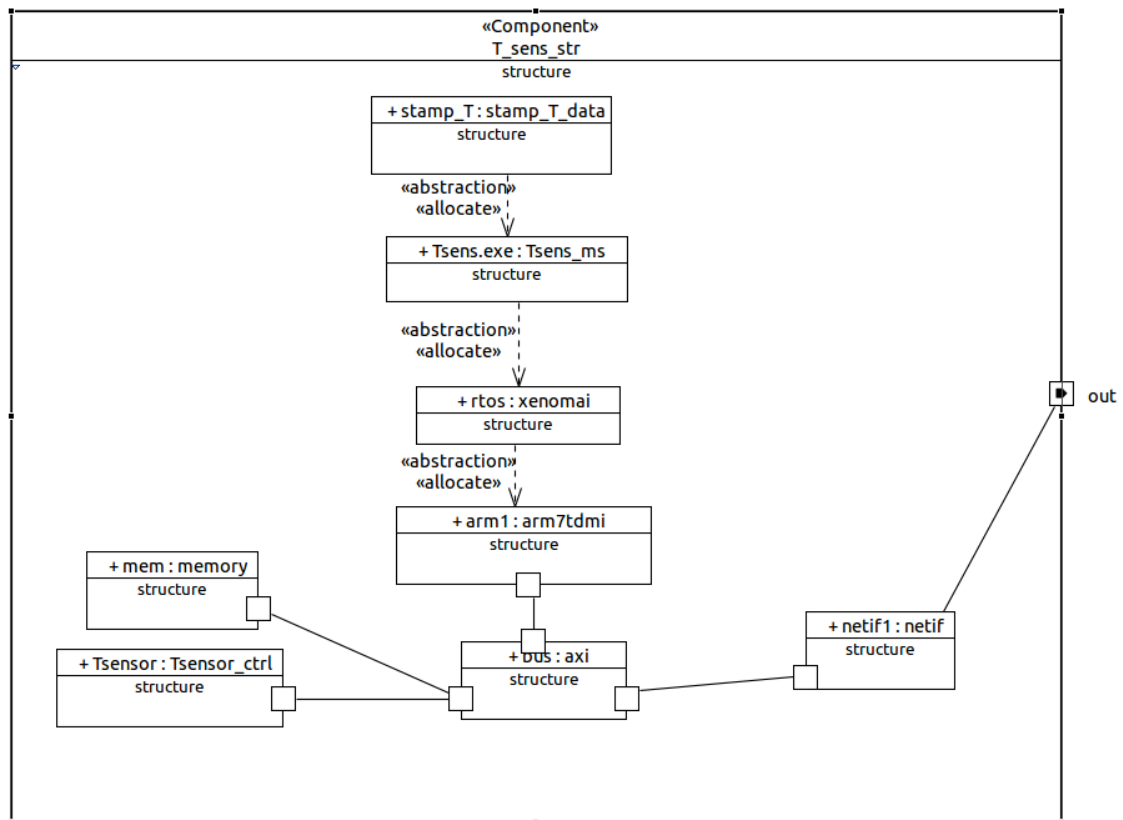 «Component»
T_sens_str
structure
+ stamp_T : stamp_T_data
structure
«abstraction»
«allocate»
+ Tsens.exe : Tsens_ms
structure
«abstraction»
«allocate»
+ rtos : xenomai
structure
out
«abstraction»
«allocate»
+ arm1 : arm7tdmi
structure
+ mem : memory
structure
+ netif1 : netif
structure
+ Tsensor : Tsensor_ctrl
structure
+ bus : axi
structure